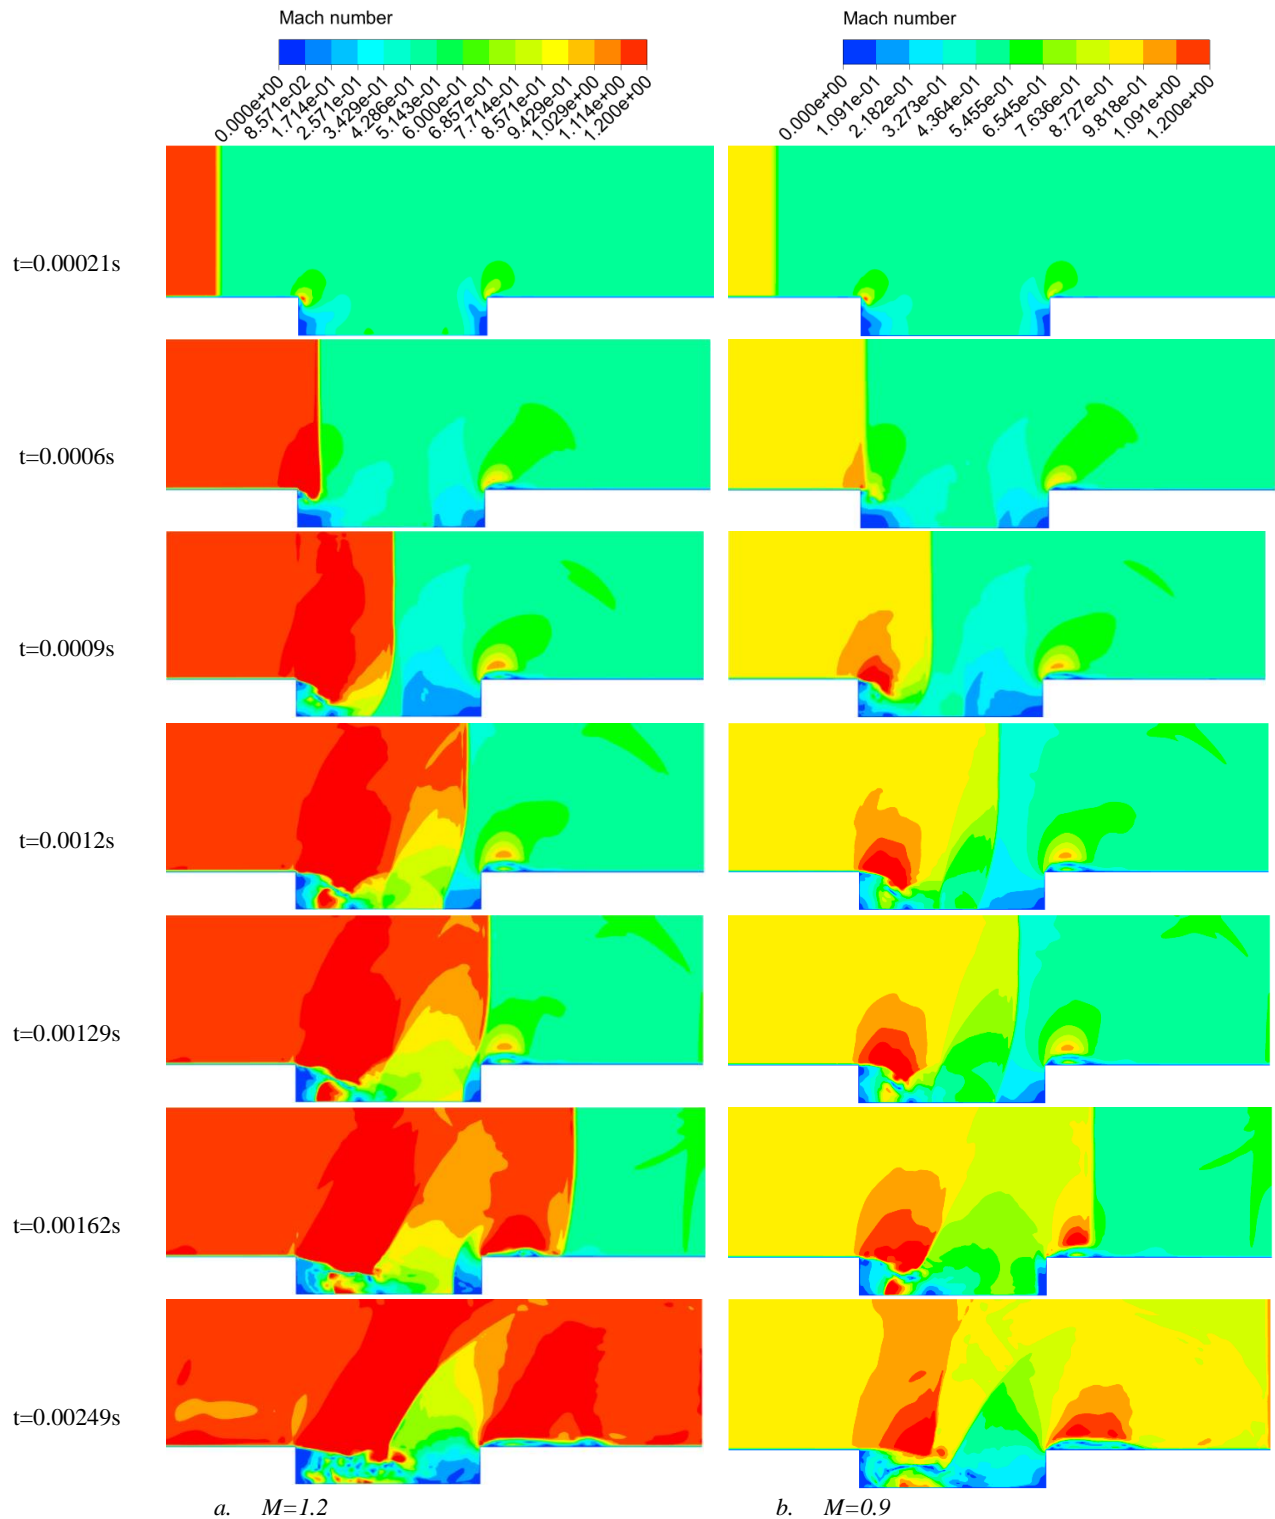 Mach number
0.000e+00
8.571e-02
1.714e-01
2.571e-01
3.429e-01
4.286e-01
5.143e-01
6.000e-01
6.857e-01
7.714e-01
8.571e-01
9.429e-01
1.029e+00
1.114e+00
1.200e+00
Mach number
0.000e+00
1.091e-01
2.182e-01
3.273e-01
4.364e-01
5.455e-01
6.545e-01
7.636e-01
8.727e-01
9.818e-01
1.091e+00
1.200e+00
t=0.00021s
t=0.0006s
t=0.0009s
t=0.0012s
t=0.00129s
t=0.00162s
t=0.00249s
a. M=1.2
b. M=0.9